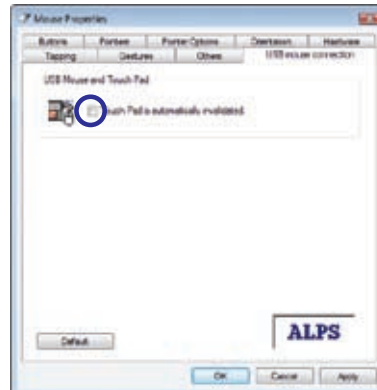 Mouse Properties
Buttons Pointers Pointer Options Orientation Hardware
Tapping Gestures Others USB mouse connection
USB Mouse and Touch Pad
Touch Pad is automatically invalidated.
Default
ALPS
OK Cancel Apply